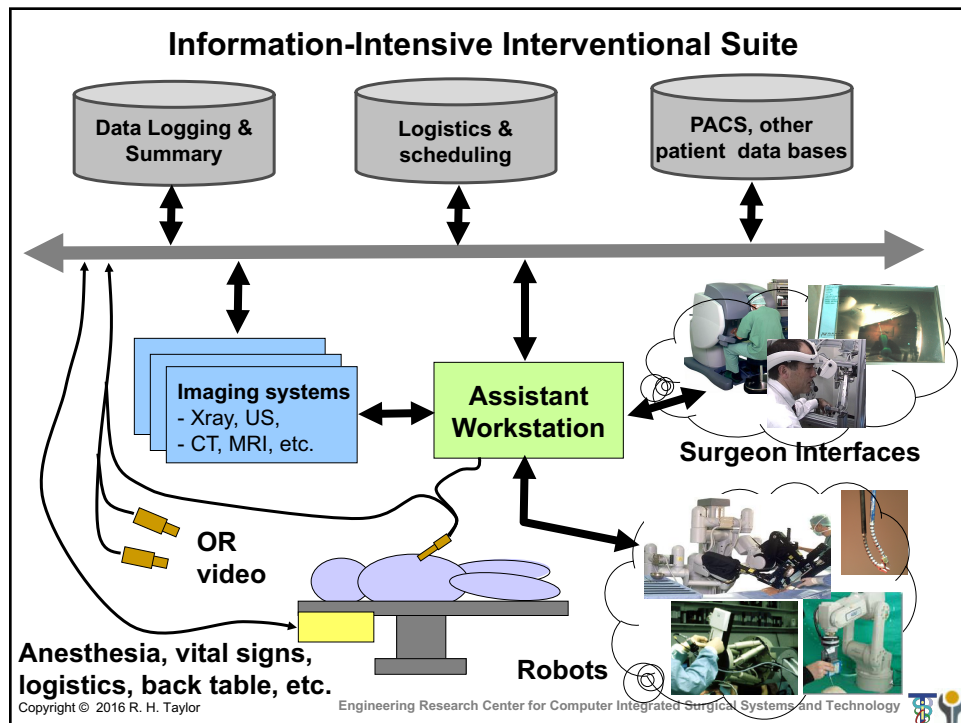 Information-Intensive Interventional Suite
Data Logging &
Summary
Logistics &
scheduling
PACS, other
patient data bases
Imaging systems
- Xray, US,
- CT, MRI, etc.
Assistant
Workstation
Surgeon Interfaces
OR
video
Anesthesia, vital signs,
logistics, back table, etc.
Robots
Copyright © 2016 R. H. Taylor
Engineering Research Center for Computer Integrated Surgical Systems and Technology